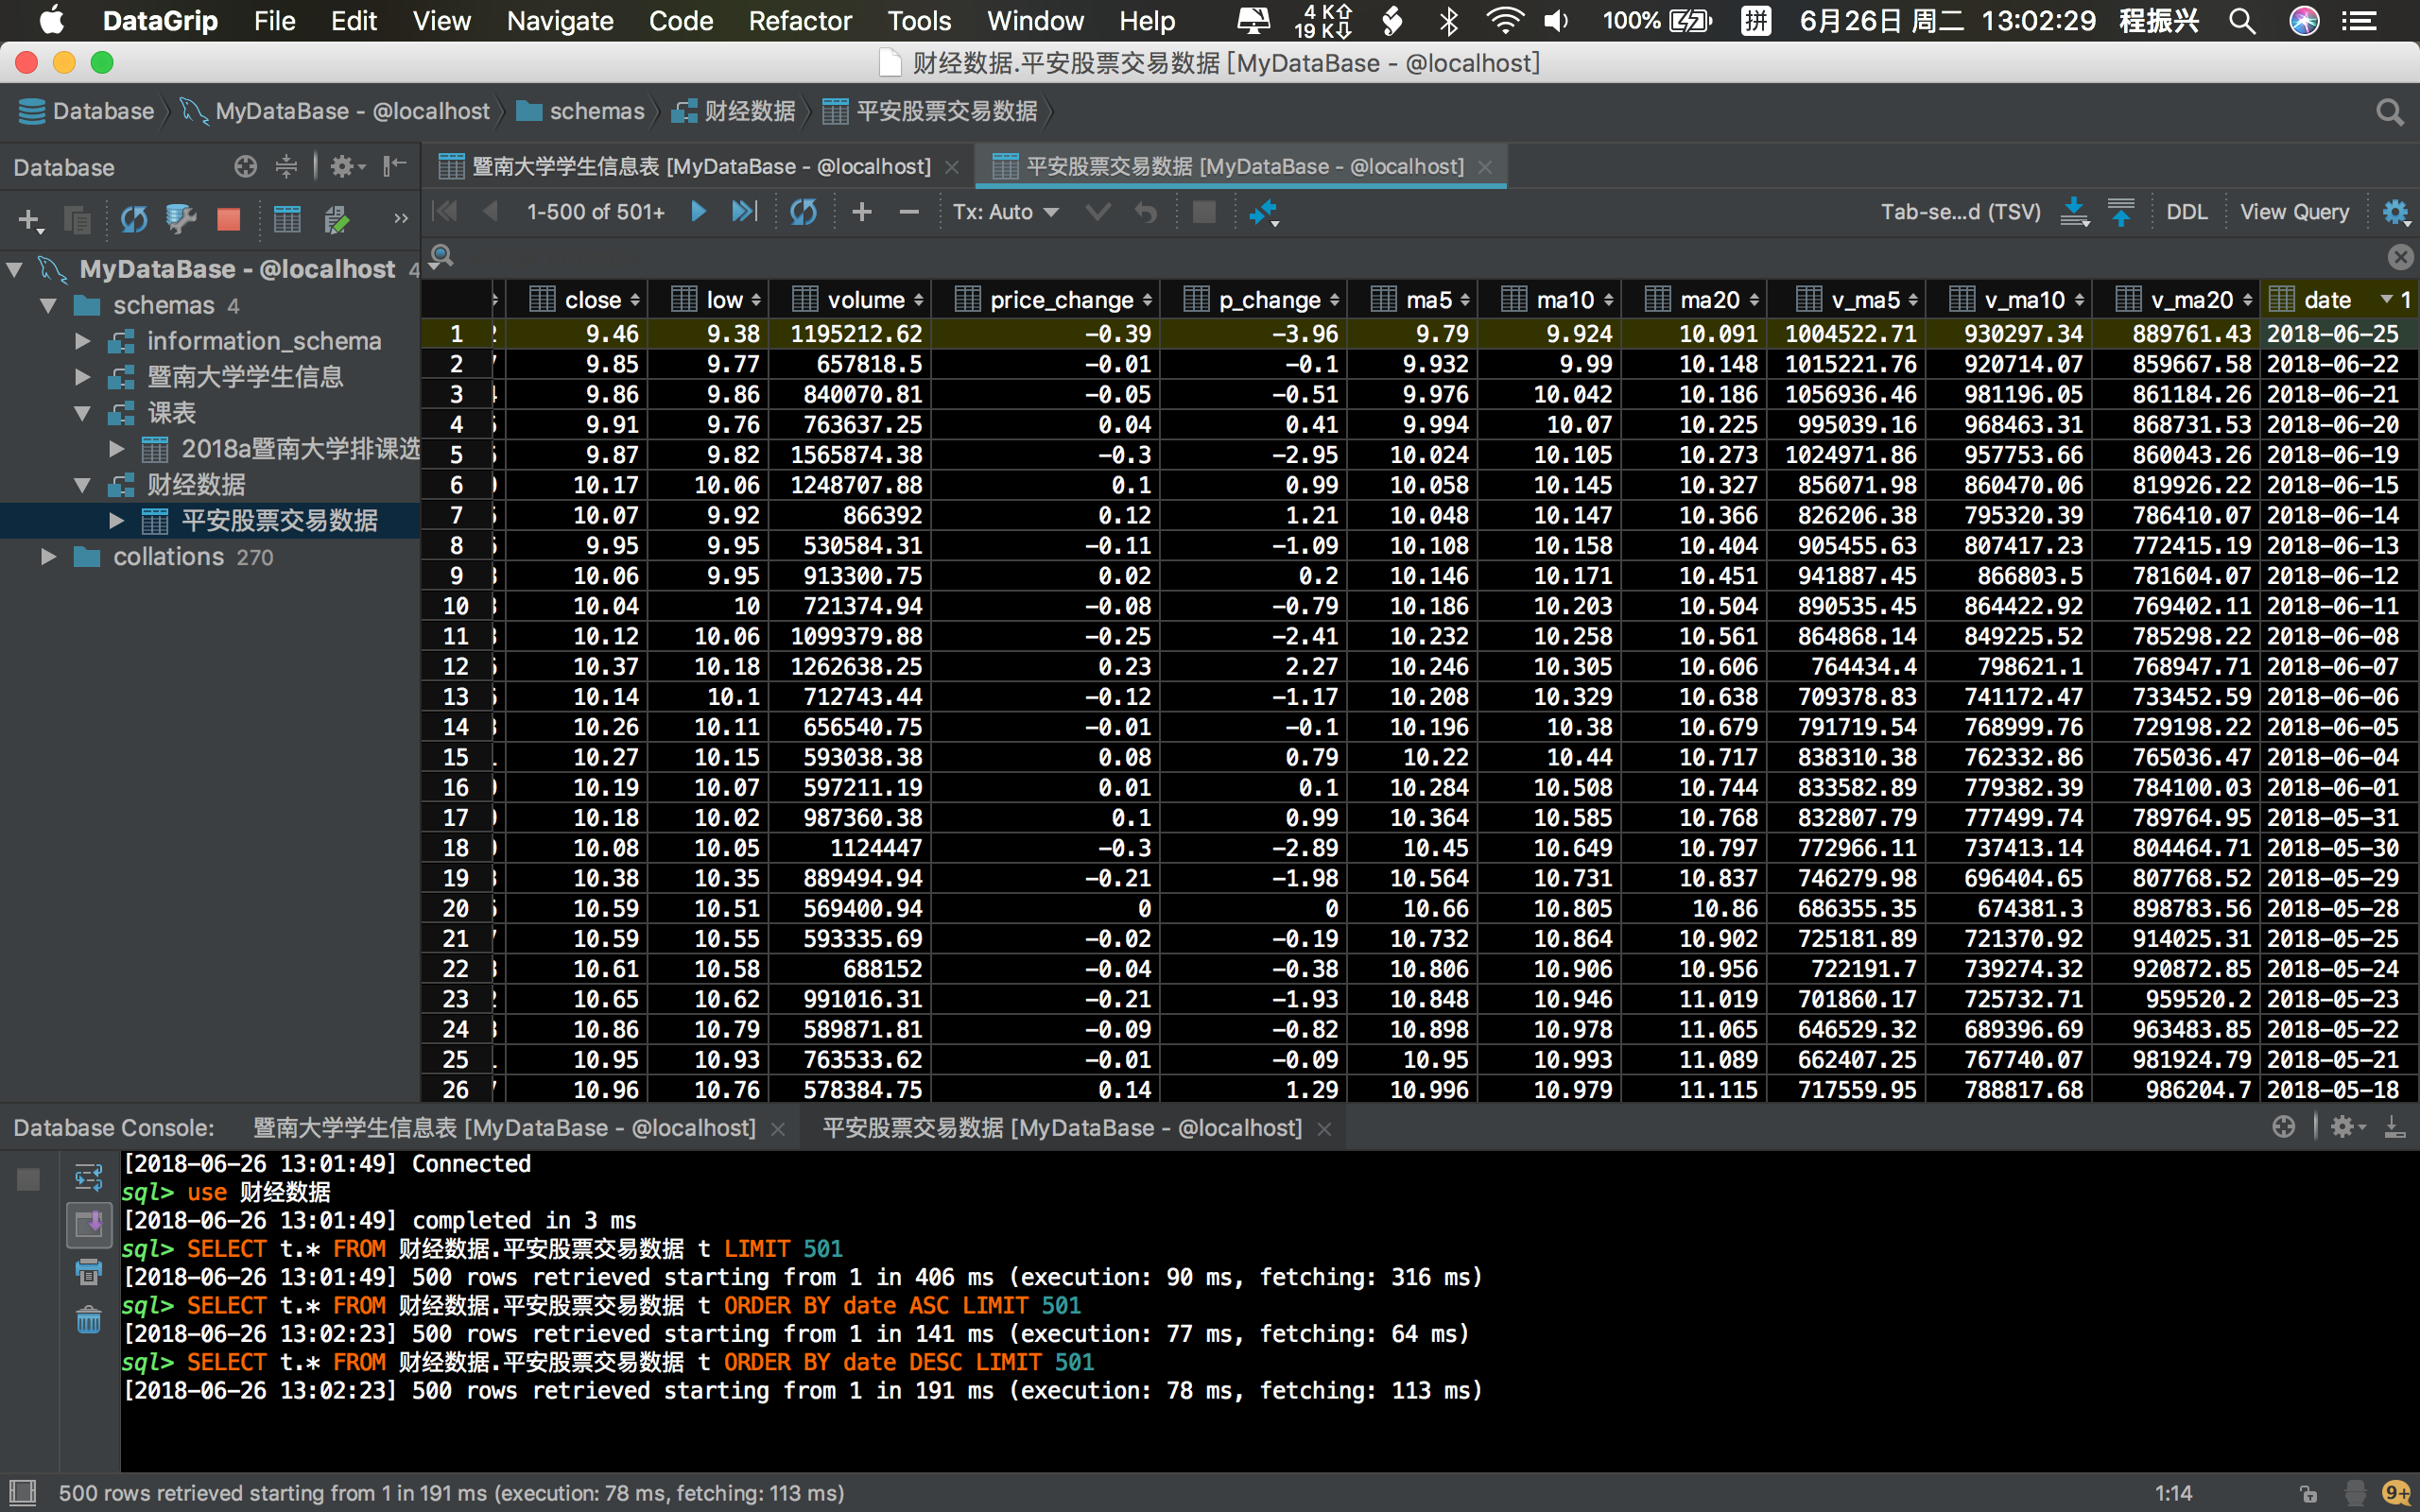 DataGrip File Edit View Navigate Code Refactor Tools Window Help 4 K⇧ 19 K⇩ 100% 拼 6月26日 周二 13:02:29 程振兴
财经数据.平安股票交易数据 [MyDataBase - @localhost]
Database MyDataBase - @localhost schemas 财经数据 平安股票交易数据
Database
暨南大学学生信息表 [MyDataBase - @localhost] 平安股票交易数据 [MyDataBase - @localhost]
1-500 of 501+ Tx: Auto Tab-se...d (TSV) DDL View Query
MyDataBase - @localhost 4
schemas 4
information_schema
暨南大学学生信息
课表
2018a暨南大学排课选
财经数据
平安股票交易数据
collations 270
close low volume price_change p_change ma5 ma10 ma20 v_ma5 v_ma10 v_ma20 date 1
1 9.46 9.38 1195212.62 -0.39 -3.96 9.79 9.924 10.091 1004522.71 930297.34 889761.43 2018-06-25
2 9.85 9.77 657818.5 -0.01 -0.1 9.932 9.99 10.148 1015221.76 920714.07 859667.58 2018-06-22
3 9.86 9.86 840070.81 -0.05 -0.51 9.976 10.042 10.186 1056936.46 981196.05 861184.26 2018-06-21
4 9.91 9.76 763637.25 0.04 0.41 9.994 10.07 10.225 995039.16 968463.31 868731.53 2018-06-20
5 9.87 9.82 1565874.38 -0.3 -2.95 10.024 10.105 10.273 1024971.86 957753.66 860043.26 2018-06-19
6 10.17 10.06 1248707.88 0.1 0.99 10.058 10.145 10.327 856071.98 860470.06 819926.22 2018-06-15
7 10.07 9.92 866392 0.12 1.21 10.048 10.147 10.366 826206.38 795320.39 786410.07 2018-06-14
8 9.95 9.95 530584.31 -0.11 -1.09 10.108 10.158 10.404 905455.63 807417.23 772415.19 2018-06-13
9 10.06 9.95 913300.75 0.02 0.2 10.146 10.171 10.451 941887.45 866803.5 781604.07 2018-06-12
10 10.04 10 721374.94 -0.08 -0.79 10.186 10.203 10.504 890535.45 864422.92 769402.11 2018-06-11
11 10.12 10.06 1099379.88 -0.25 -2.41 10.232 10.258 10.561 864868.14 849225.52 785298.22 2018-06-08
12 10.37 10.18 1262638.25 0.23 2.27 10.246 10.305 10.606 764434.4 798621.1 768947.71 2018-06-07
13 10.14 10.1 712743.44 -0.12 -1.17 10.208 10.329 10.638 709378.83 741172.47 733452.59 2018-06-06
14 10.26 10.11 656540.75 -0.01 -0.1 10.196 10.38 10.679 791719.54 768999.76 729198.22 2018-06-05
15 10.27 10.15 593038.38 0.08 0.79 10.22 10.44 10.717 838310.38 762332.86 765036.47 2018-06-04
16 10.19 10.07 597211.19 0.01 0.1 10.284 10.508 10.744 833582.89 779382.39 784100.03 2018-06-01
17 10.18 10.02 987360.38 0.1 0.99 10.364 10.585 10.768 832807.79 777499.74 789764.95 2018-05-31
18 10.08 10.05 1124447 -0.3 -2.89 10.45 10.649 10.797 772966.11 737413.14 804464.71 2018-05-30
19 10.38 10.35 889494.94 -0.21 -1.98 10.564 10.731 10.837 746279.98 696404.65 807768.52 2018-05-29
20 10.59 10.51 569400.94 0 0 10.66 10.805 10.86 686355.35 674381.3 898783.56 2018-05-28
21 10.59 10.55 593335.69 -0.02 -0.19 10.732 10.864 10.902 725181.89 721370.92 914025.31 2018-05-25
22 10.61 10.58 688152 -0.04 -0.38 10.806 10.906 10.956 722191.7 739274.32 920872.85 2018-05-24
23 10.65 10.62 991016.31 -0.21 -1.93 10.848 10.946 11.019 701860.17 725732.71 959520.2 2018-05-23
24 10.86 10.79 589871.81 -0.09 -0.82 10.898 10.978 11.065 646529.32 689396.69 963483.85 2018-05-22
25 10.95 10.93 763533.62 -0.01 -0.09 10.95 10.993 11.089 662407.25 767740.07 981924.79 2018-05-21
26 10.96 10.76 578384.75 0.14 1.29 10.996 10.979 11.115 717559.95 788817.68 986204.7 2018-05-18
Database Console: 暨南大学学生信息表 [MyDataBase - @localhost] 平安股票交易数据 [MyDataBase - @localhost]
[2018-06-26 13:01:49] Connected
sql> use 财经数据
[2018-06-26 13:01:49] completed in 3 ms
sql> SELECT t.* FROM 财经数据.平安股票交易数据 t LIMIT 501
[2018-06-26 13:01:49] 500 rows retrieved starting from 1 in 406 ms (execution: 90 ms, fetching: 316 ms)
sql> SELECT t.* FROM 财经数据.平安股票交易数据 t ORDER BY date ASC LIMIT 501
[2018-06-26 13:02:23] 500 rows retrieved starting from 1 in 141 ms (execution: 77 ms, fetching: 64 ms)
sql> SELECT t.* FROM 财经数据.平安股票交易数据 t ORDER BY date DESC LIMIT 501
[2018-06-26 13:02:23] 500 rows retrieved starting from 1 in 191 ms (execution: 78 ms, fetching: 113 ms)
500 rows retrieved starting from 1 in 191 ms (execution: 78 ms, fetching: 113 ms) 1:14 9+